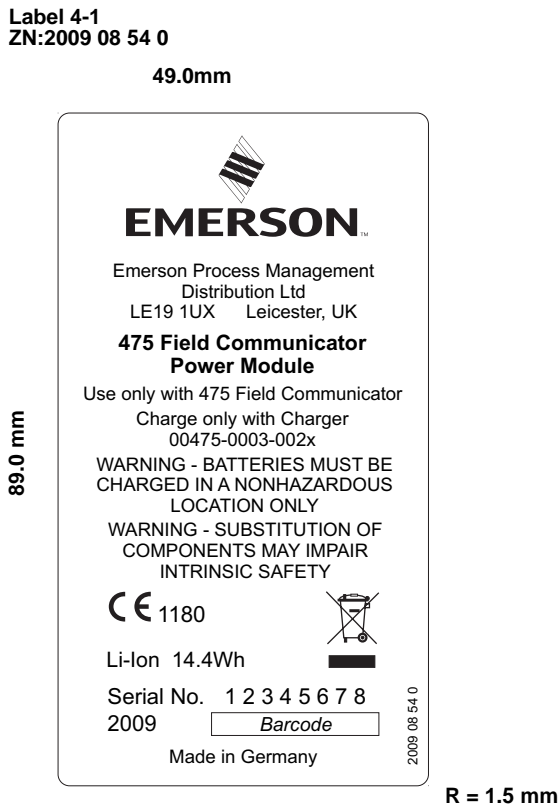 Label 4-1
ZN:2009 08 54 0
49.0mm
EMERSON™
Emerson Process Management
Distribution Ltd
LE19 1UX Leicester, UK
475 Field Communicator
Power Module
Use only with 475 Field Communicator
Charge only with Charger
00475-0003-002x
WARNING - BATTERIES MUST BE
CHARGED IN A NONHAZARDOUS
LOCATION ONLY
WARNING - SUBSTITUTION OF
COMPONENTS MAY IMPAIR
INTRINSIC SAFETY
CE 1180
Li-Ion 14.4Wh
Serial No. 1 2 3 4 5 6 7 8
2009 Barcode
Made in Germany
2009 08 54 0
89.0 mm
R = 1.5 mm